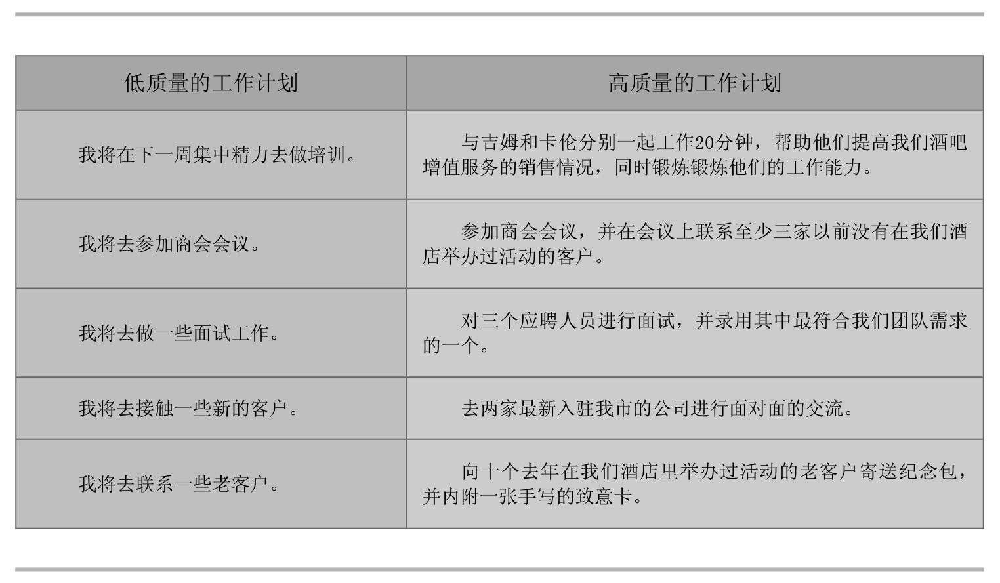 低质量的工作计划
高质量的工作计划
我将在下一周集中精力去做培训。
与吉姆和卡伦分别一起工作20分钟，帮助他们提高我们酒吧
增值服务的销售情况，同时锻炼锻炼他们的工作能力。
我将去参加商会会议。
参加商会会议，并在会议上联系至少三家以前没有在我们酒
店举办过活动的客户。
我将去做一些面试工作。
对三个应聘人员进行面试，并录用其中最符合我们团队需求
的一个。
我将去接触一些新的客户。
去两家最新入驻我市的公司进行面对面的交流。
我将去联系一些老客户。
向十个去年在我们酒店里举办过活动的老客户寄送纪念包，
并内附一张手写的致意卡。